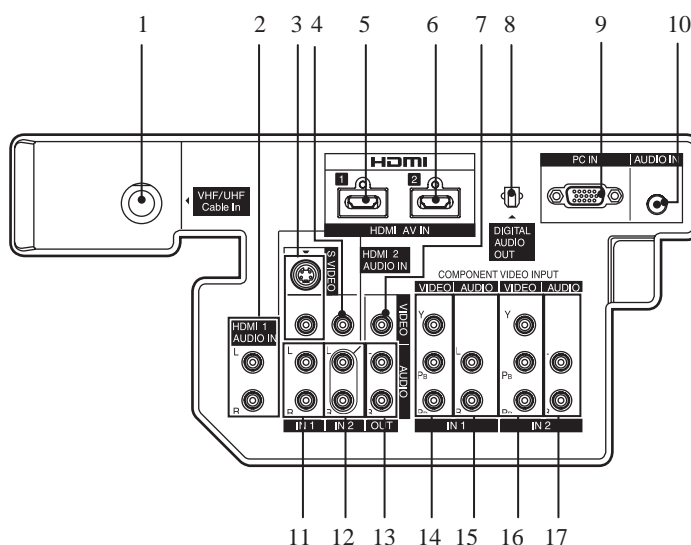 1 2 3 4 5 6 7 8 9 10
HDMI
PC IN AUDIO IN
1 2
VHF/UHF
Cable In
HDMI AV IN
DIGITAL
AUDIO
OUT
S VIDEO
HDMI 2
AUDIO IN
COMPONENT VIDEO INPUT
VIDEO AUDIO VIDEO AUDIO
VIDEO
Y Y
HDMI 1
AUDIO IN
L L L L
PB PB
AUDIO
R R R
IN 1 IN 2 OUT IN 1 IN 2
11 12 13 14 15 16 17